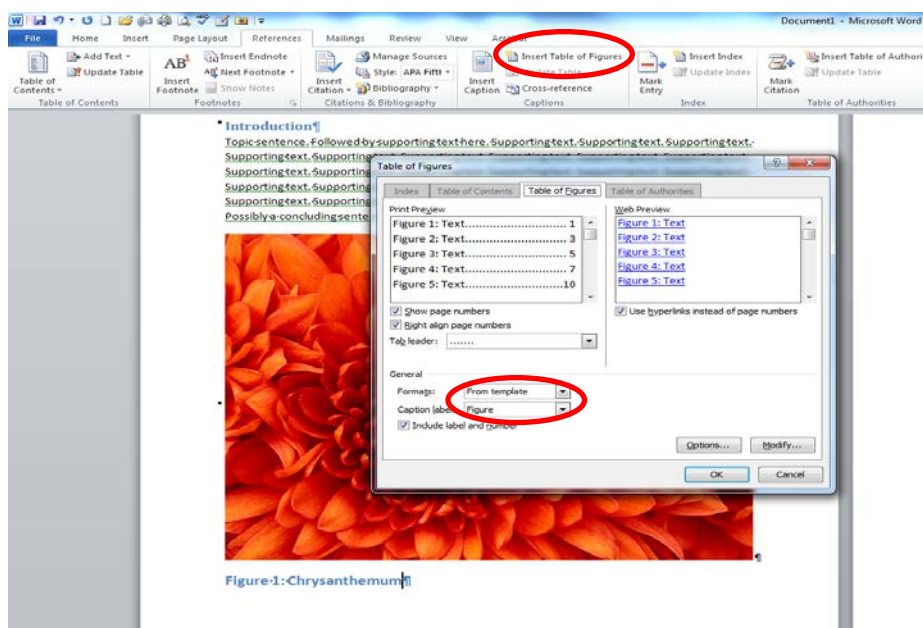 Document1 - Microsoft Word
File Home Insert Page Layout References Mailings Review View
Table of Contents
Add Text
Update Table
Table of Contents
AB¹
Insert Footnote
Insert Endnote
Next Footnote
Show Notes
Footnotes
Insert Citation
Manage Sources
Style: APA Fifth
Bibliography
Citations & Bibliography
Insert Caption
Insert Table of Figures
Update Table
Cross-reference
Captions
Mark Entry
Insert Index
Update Index
Index
Mark Citation
Insert Table of Authori
Update Table
Table of Authorities
Introduction¶
Topic sentence. Followed by supporting text here. Supporting text. Supporting text. Supporting text.
Supporting text. Supporting
Supporting text. Supporting
Supporting text. Supporting
Supporting text. Supporting
Possibly a concluding sente
Table of Figures
Index Table of Contents Table of Figures Table of Authorities
Print Preview
Figure 1: Text............................ 1
Figure 2: Text............................ 3
Figure 3: Text............................ 5
Figure 4: Text............................ 7
Figure 5: Text............................10
Show page numbers
Right align page numbers
Tab leader: .......
Web Preview
Figure 1: Text
Figure 2: Text
Figure 3: Text
Figure 4: Text
Figure 5: Text
Use hyperlinks instead of page numbers
General
Formats: From template
Caption label: Figure
Include label and number
Options... Modify...
OK Cancel
Figure·1:·Chrysanthemum¶